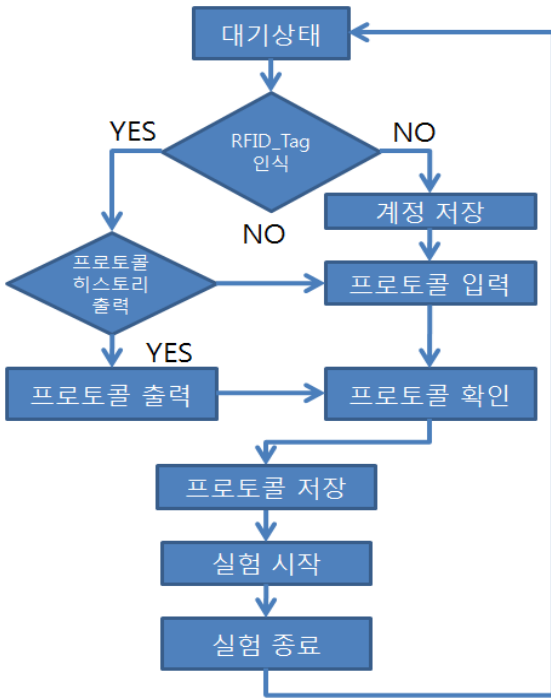 대기상태
YES
RFID_Tag
인식
NO
계정 저장
NO
프로토콜
히스토리
출력
프로토콜 입력
YES
프로토콜 출력
프로토콜 확인
프로토콜 저장
실험 시작
실험 종료